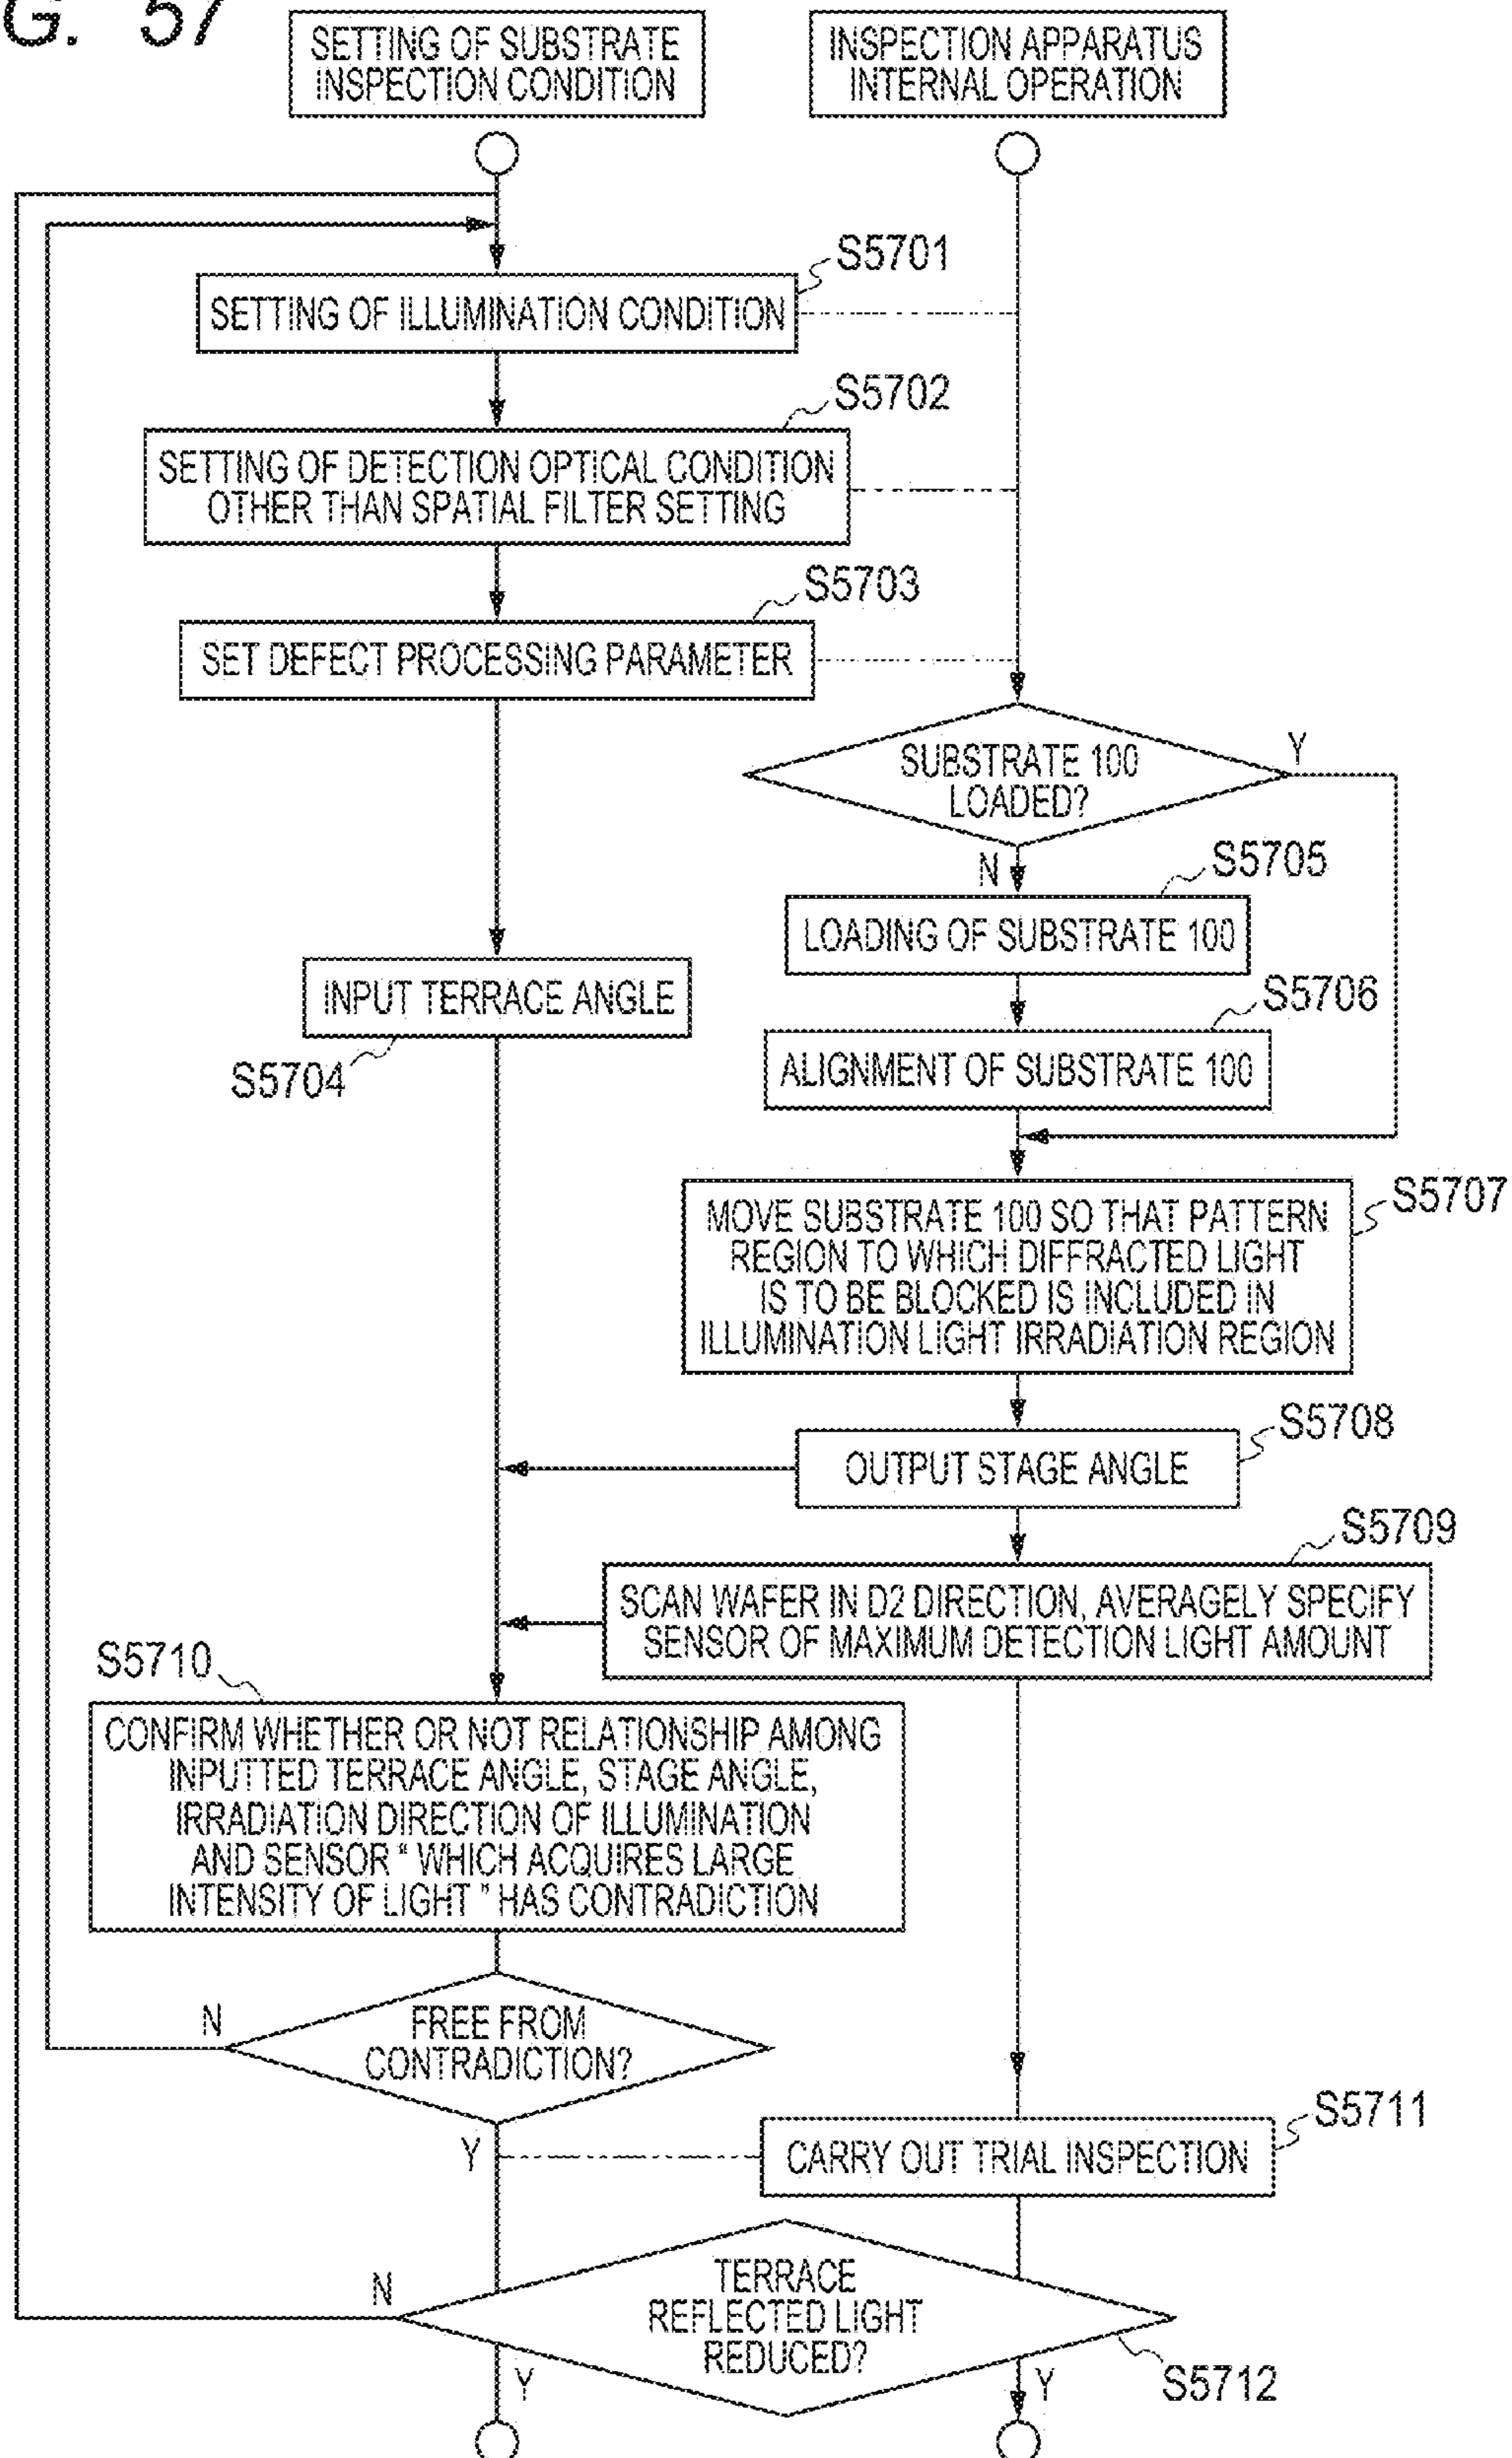 G. 57
SETTING OF SUBSTRATE
INSPECTION CONDITION
INSPECTION APPARATUS
INTERNAL OPERATION
S5701
SETTING OF ILLUMINATION CONDITION
S5702
SETTING OF DETECTION OPTICAL CONDITION
OTHER THAN SPATIAL FILTER SETTING
S5703
SET DEFECT PROCESSING PARAMETER
SUBSTRATE 100
LOADED?
Y
N
S5705
LOADING OF SUBSTRATE 100
INPUT TERRACE ANGLE
S5704
S5706
ALIGNMENT OF SUBSTRATE 100
S5707
MOVE SUBSTRATE 100 SO THAT PATTERN
REGION TO WHICH DIFFRACTED LIGHT
IS TO BE BLOCKED IS INCLUDED IN
ILLUMINATION LIGHT IRRADIATION REGION
S5708
OUTPUT STAGE ANGLE
S5709
SCAN WAFER IN D2 DIRECTION, AVERAGELY SPECIFY
SENSOR OF MAXIMUM DETECTION LIGHT AMOUNT
S5710
CONFIRM WHETHER OR NOT RELATIONSHIP AMONG
INPUTTED TERRACE ANGLE, STAGE ANGLE,
IRRADIATION DIRECTION OF ILLUMINATION
AND SENSOR " WHICH ACQUIRES LARGE
INTENSITY OF LIGHT " HAS CONTRADICTION
N
FREE FROM
CONTRADICTION?
Y
S5711
CARRY OUT TRIAL INSPECTION
N
TERRACE
REFLECTED LIGHT
REDUCED?
Y
Y
S5712